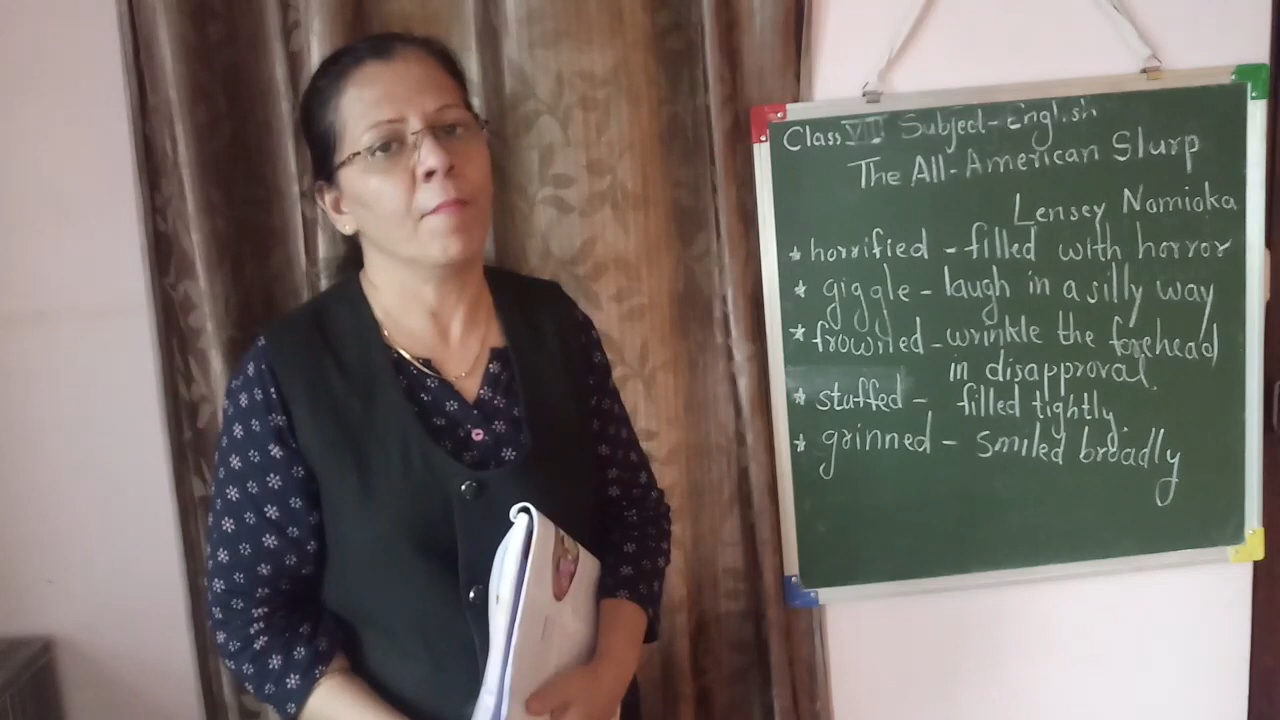 Class VII Subject-English
The All-American Slurp
Lensey Namioka
* horrified - filled with horror
* giggle - laugh in a silly way
* frowned - wrinkle the forehead
in disapproval.
* stuffed - filled tightly.
* grinned - smiled broadly